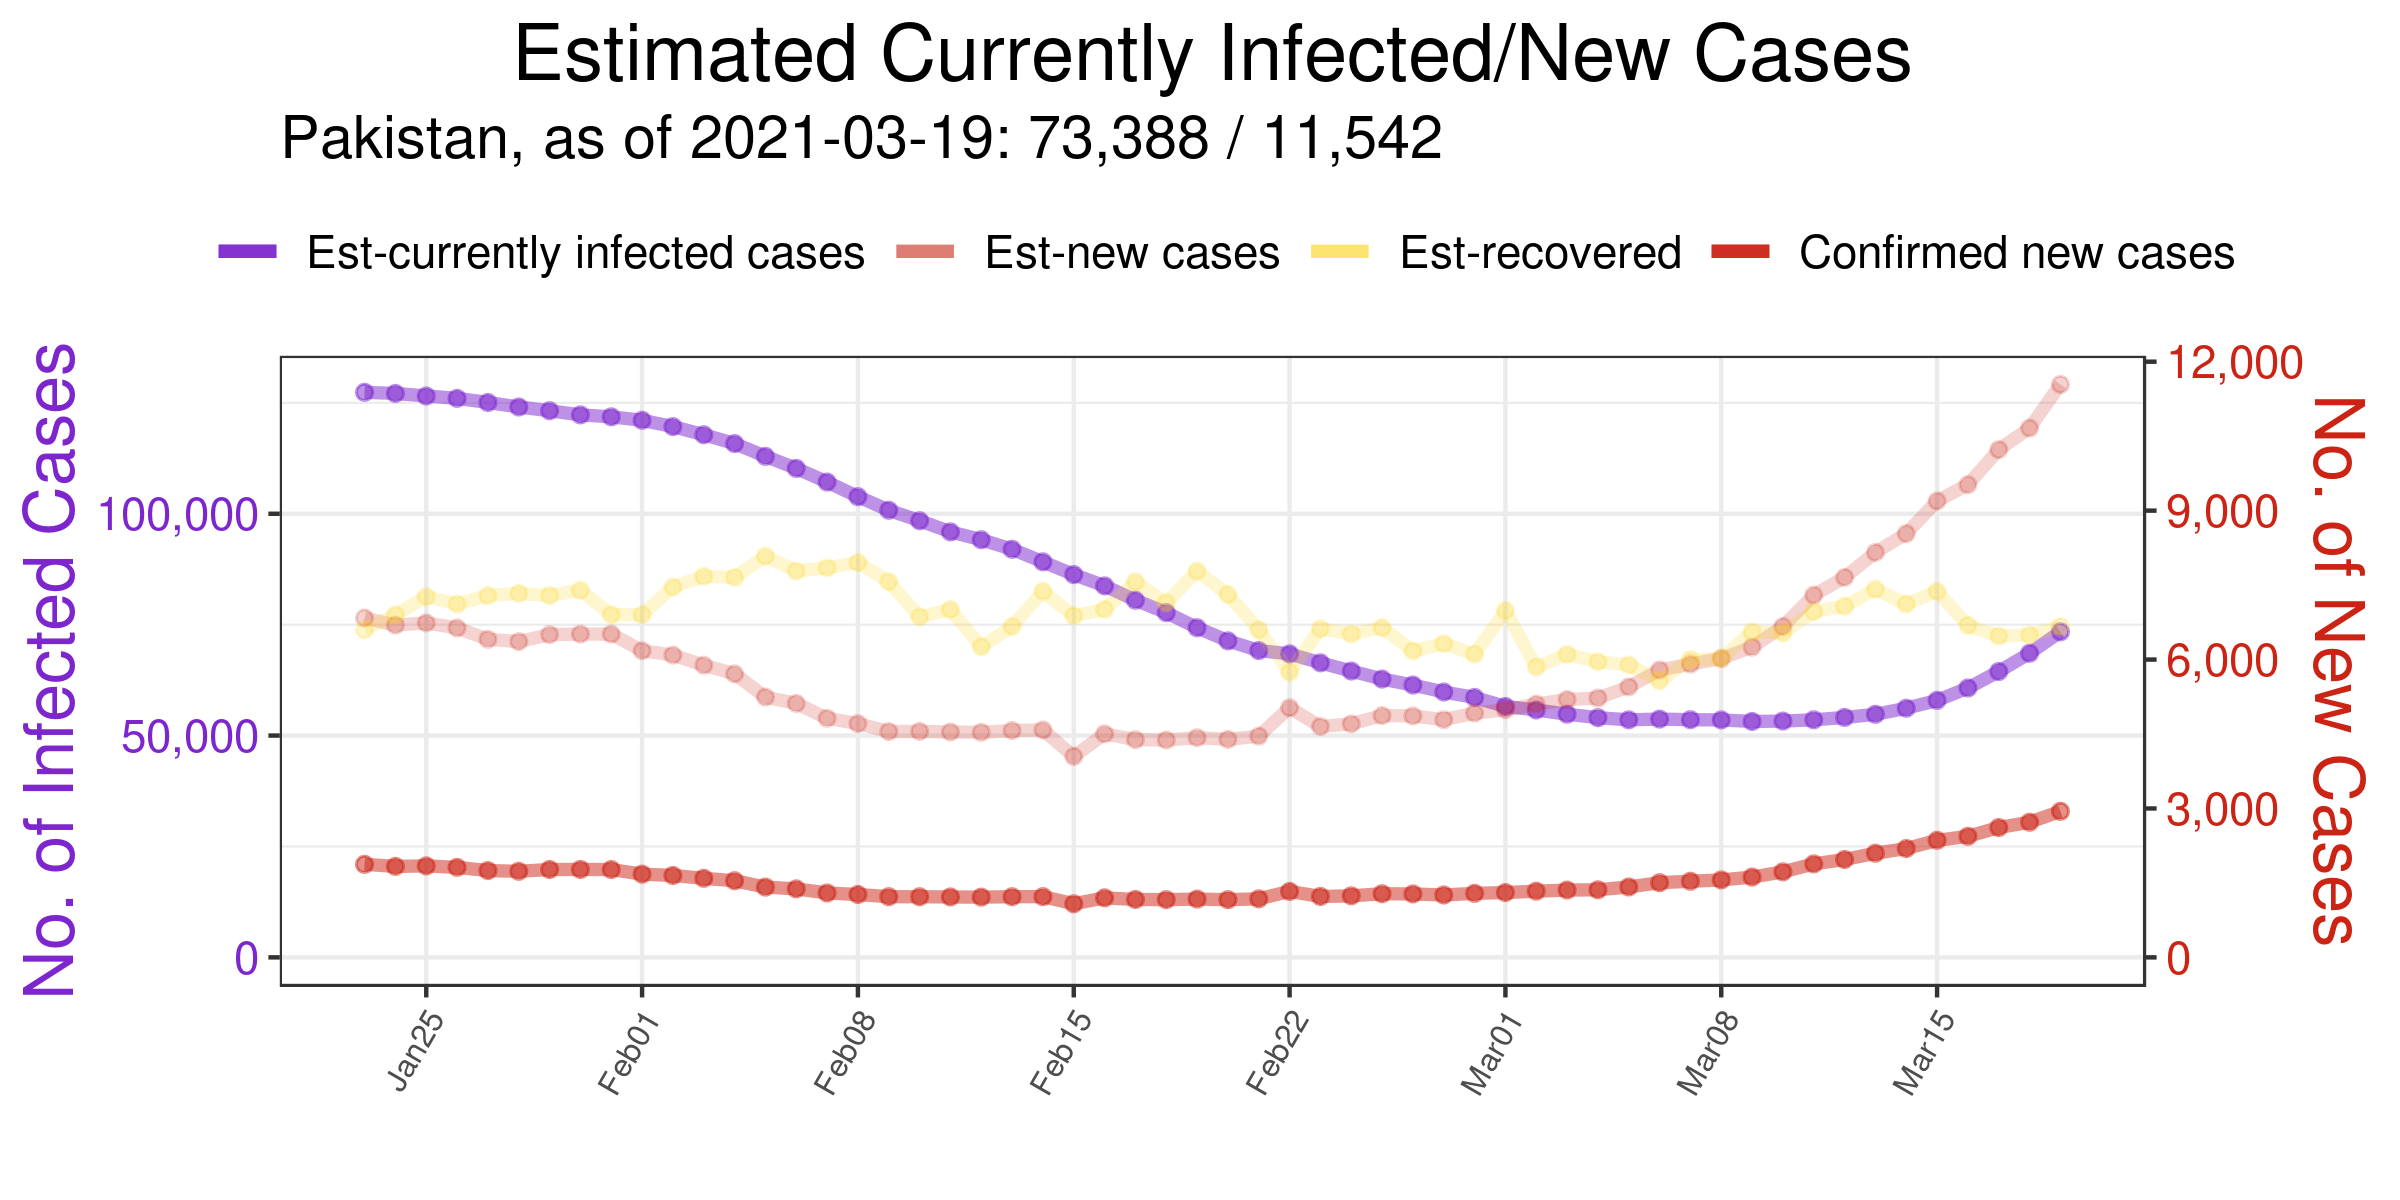 Estimated Currently Infected/New Cases
Pakistan, as of 2021-03-19: 73,388 / 11,542
Est-currently infected cases
Est-new cases
Est-recovered
Confirmed new cases
No. of Infected Cases
100,000
50,000
0
12,000
9,000
6,000
3,000
0
No. of New Cases
Jan25
Feb01
Feb08
Feb15
Feb22
Mar01
Mar08
Mar15